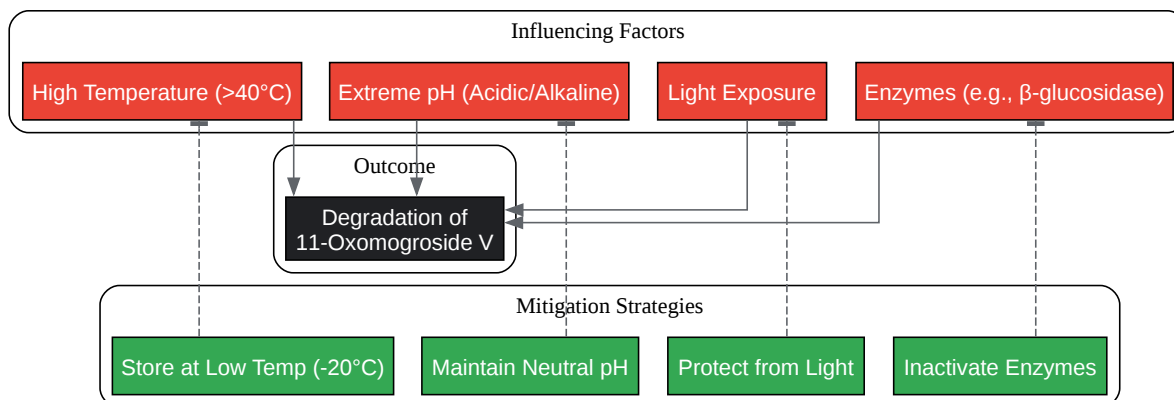 Influencing Factors
High Temperature (>40°C)
Extreme pH (Acidic/Alkaline)
Light Exposure
Enzymes (e.g., β-glucosidase)
Outcome
Degradation of
11-Oxomogroside V
Mitigation Strategies
Store at Low Temp (-20°C)
Maintain Neutral pH
Protect from Light
Inactivate Enzymes